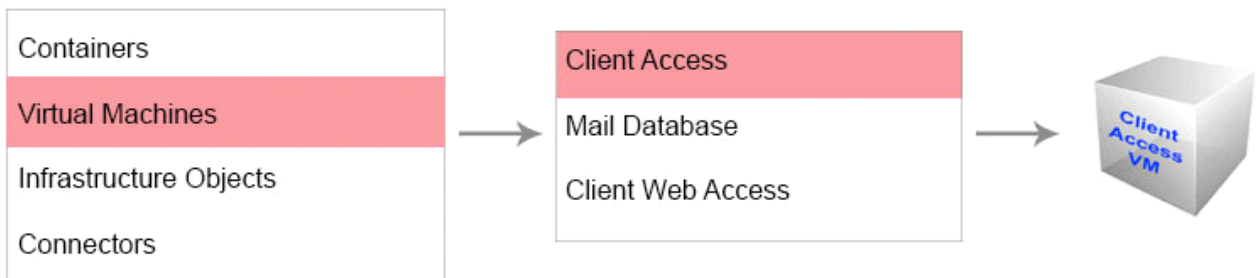 Containers
Virtual Machines
Infrastructure Objects
Connectors
Client Access
Mail Database
Client Web Access
Client
Access
VM